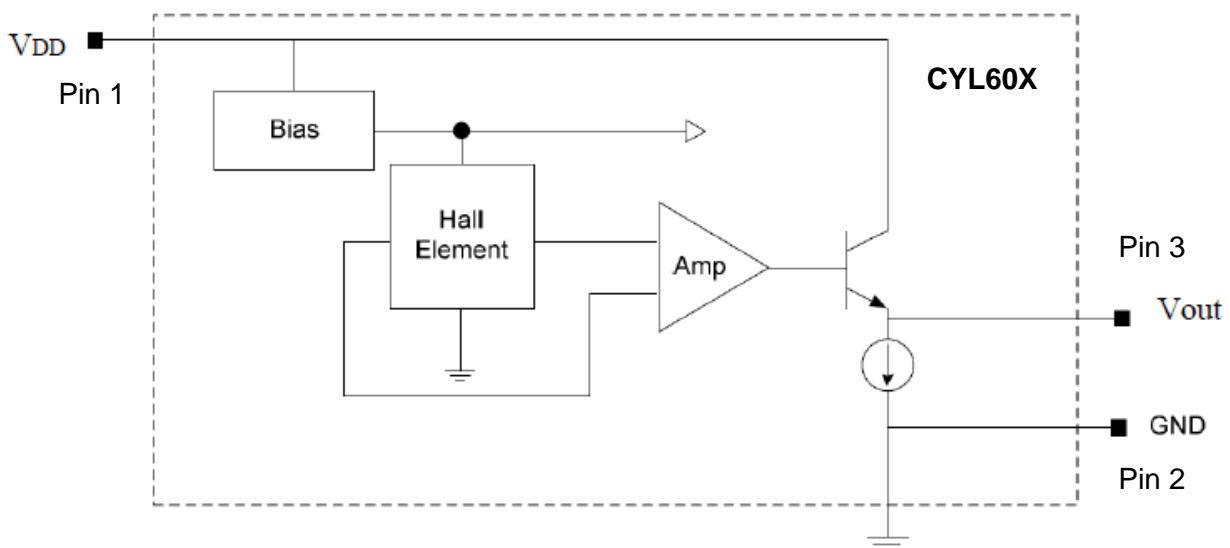 VDD
Pin 1
CYL60X
Bias
Hall
Element
Amp
Pin 3
Vout
GND
Pin 2